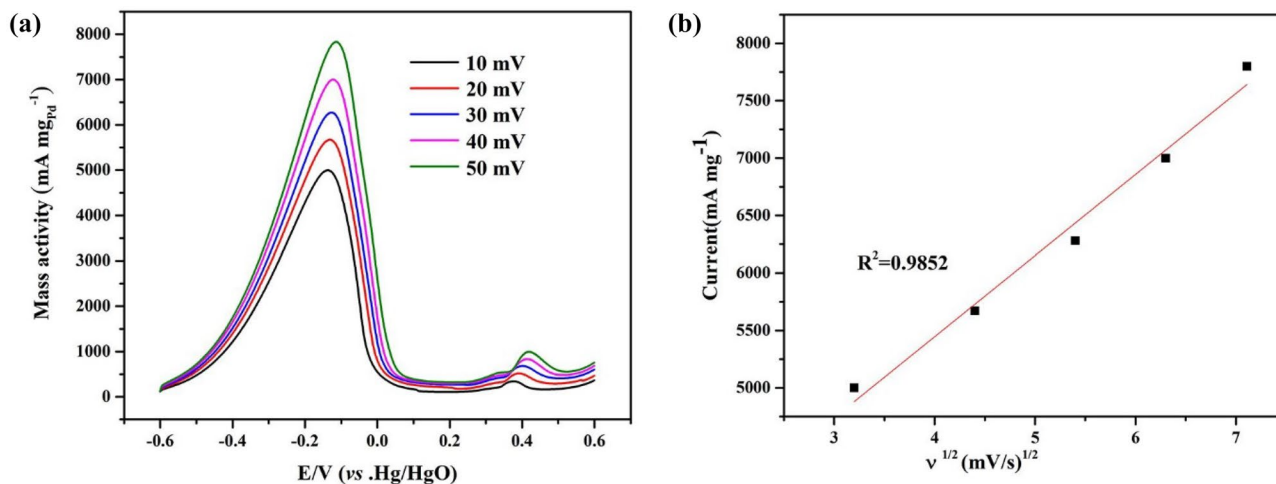 (a)
8000
7000
6000
5000
4000
3000
2000
1000
0
Mass activity (mA mg_Pd^-1)
10 mV
20 mV
30 mV
40 mV
50 mV
-0.6 -0.4 -0.2 0.0 0.2 0.4 0.6
E/V (vs .Hg/HgO)
(b)
8000
7500
7000
6500
6000
5500
5000
Current(mA mg^-1)
R^2=0.9852
3 4 5 6 7
ν^1/2 (mV/s)^1/2